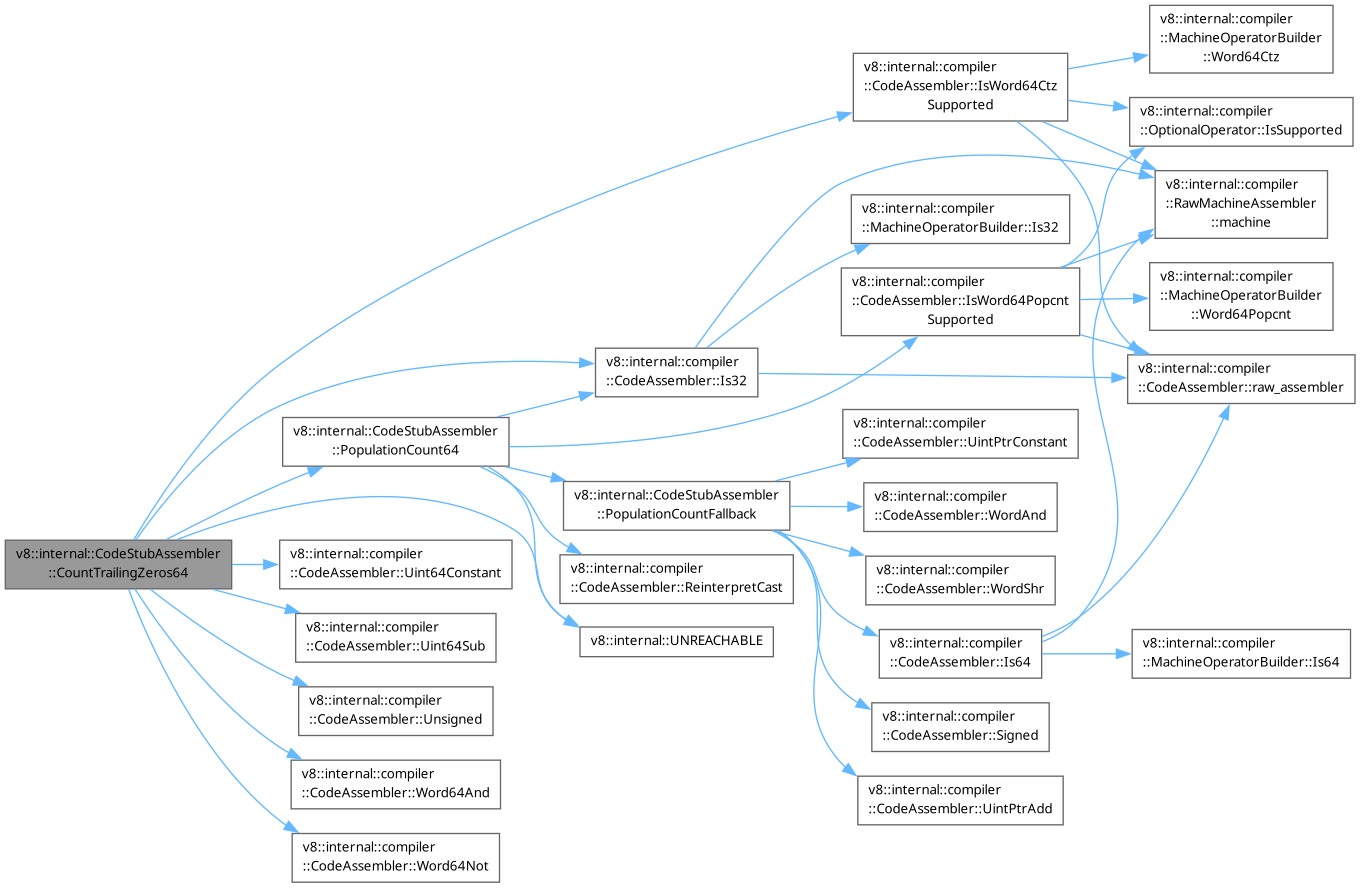 v8::internal::CodeStubAssembler
::CountTrailingZeros64
v8::internal::CodeStubAssembler
::PopulationCount64
v8::internal::compiler
::CodeAssembler::Uint64Constant
v8::internal::compiler
::CodeAssembler::Uint64Sub
v8::internal::compiler
::CodeAssembler::Unsigned
v8::internal::compiler
::CodeAssembler::Word64And
v8::internal::compiler
::CodeAssembler::Word64Not
v8::internal::compiler
::CodeAssembler::Is32
v8::internal::CodeStubAssembler
::PopulationCountFallback
v8::internal::compiler
::CodeAssembler::ReinterpretCast
v8::internal::UNREACHABLE
v8::internal::compiler
::CodeAssembler::IsWord64Ctz
Supported
v8::internal::compiler
::MachineOperatorBuilder::Is32
v8::internal::compiler
::CodeAssembler::IsWord64Popcnt
Supported
v8::internal::compiler
::CodeAssembler::UintPtrConstant
v8::internal::compiler
::CodeAssembler::WordAnd
v8::internal::compiler
::CodeAssembler::WordShr
v8::internal::compiler
::CodeAssembler::Is64
v8::internal::compiler
::CodeAssembler::Signed
v8::internal::compiler
::CodeAssembler::UintPtrAdd
v8::internal::compiler
::MachineOperatorBuilder
::Word64Ctz
v8::internal::compiler
::OptionalOperator::IsSupported
v8::internal::compiler
::RawMachineAssembler
::machine
v8::internal::compiler
::MachineOperatorBuilder
::Word64Popcnt
v8::internal::compiler
::CodeAssembler::raw_assembler
v8::internal::compiler
::MachineOperatorBuilder::Is64